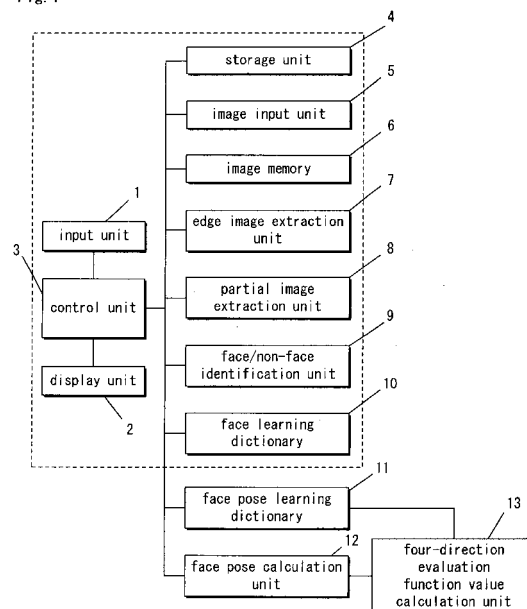 4
storage unit
5
image input unit
6
image memory
7
edge image extraction
unit
1
input unit
3
control unit
8
partial image
extraction unit
9
face/non-face
identification unit
display unit
2
10
face learning
dictionary
11
face pose learning
dictionary
12
face pose calculation
unit
13
four-direction
evaluation
function value
calculation unit